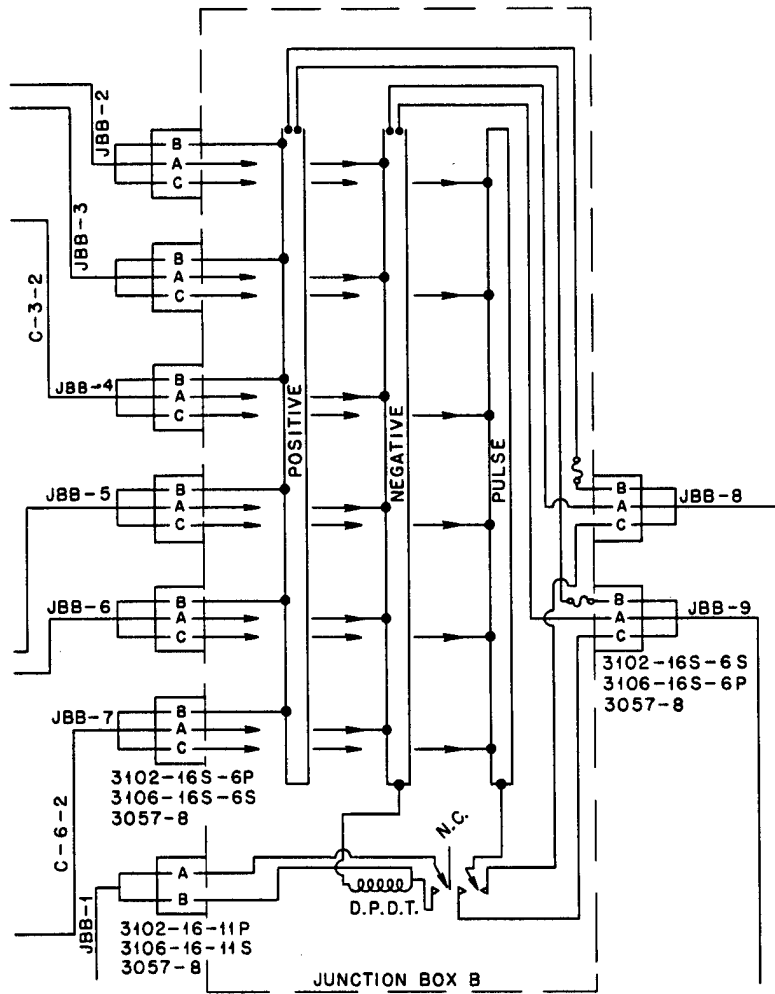 JBB-2
JBB-3
C-3-2
B
A
C
B
A
C
JBB-4
B
A
C
JBB-5
B
A
C
JBB-6
B
A
C
JBB-7
B
A
C
3102-16S-6P
3106-16S-6S
3057-8
C-6-2
JBB-1
A
B
3102-16-11P
3106-16-11S
3057-8
POSITIVE
NEGATIVE
PULSE
N.C.
D.P.D.T.
B
A
C
JBB-8
B
A
C
JBB-9
3102-16S-6S
3106-16S-6P
3057-8
JUNCTION BOX B